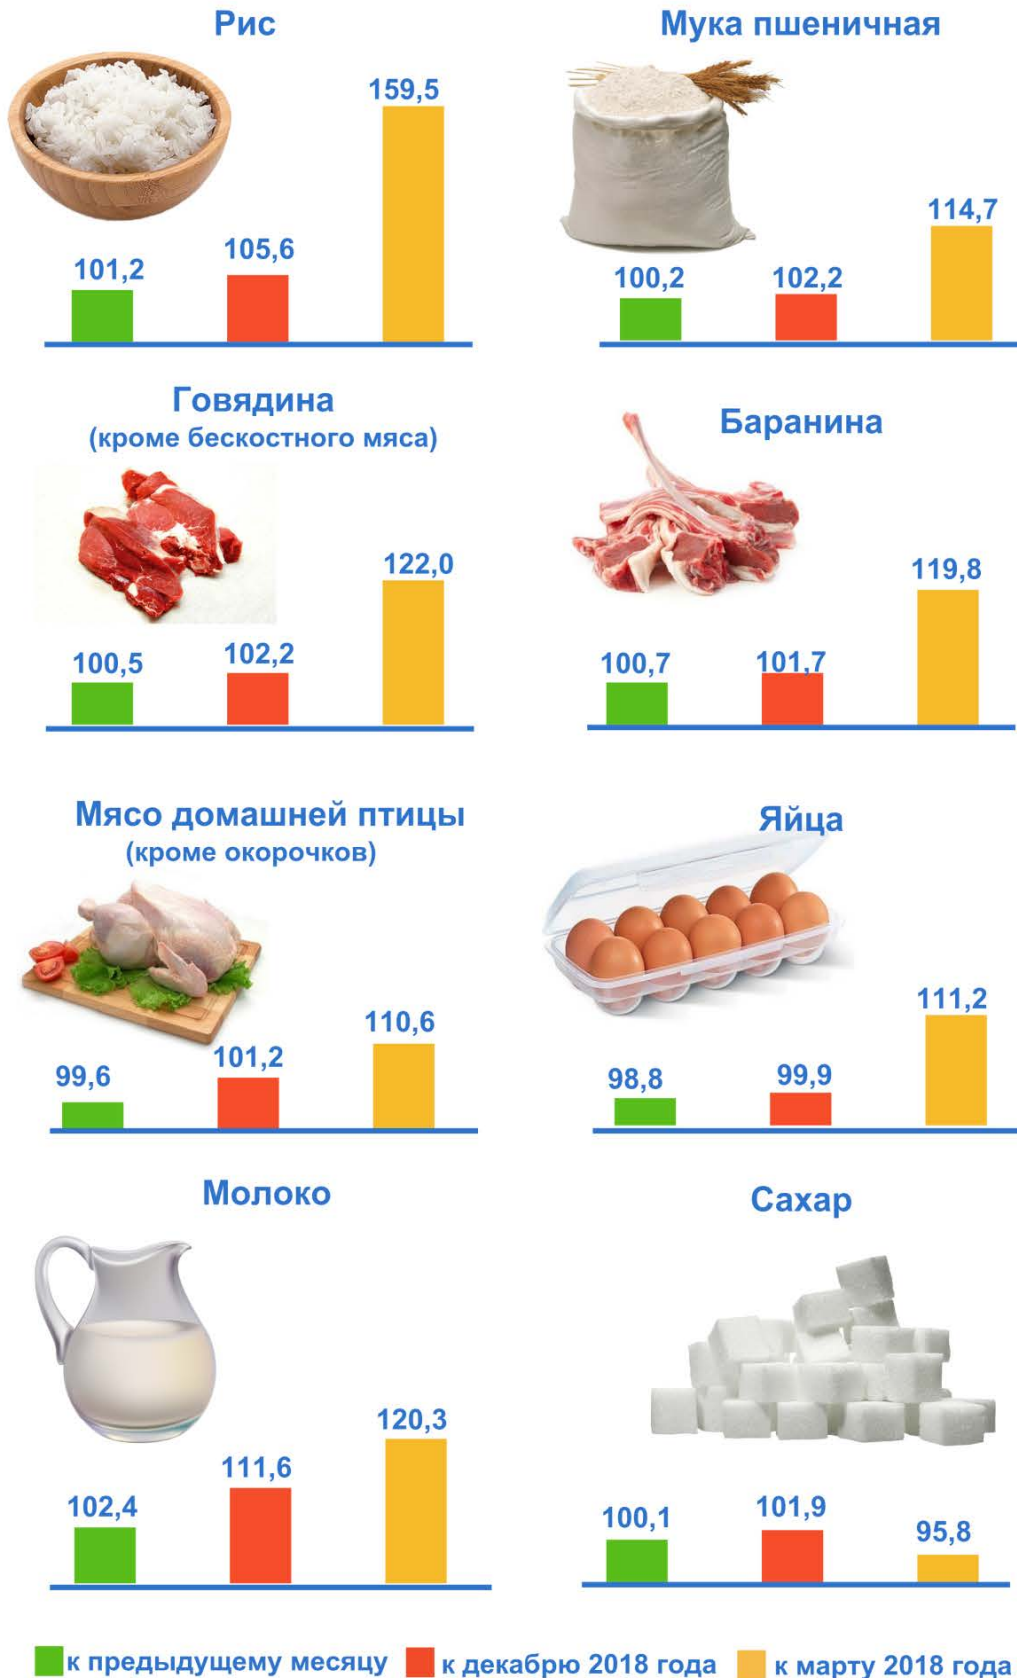 Рис
159,5
105,6
101,2
Мука пшеничная
114,7
100,2
102,2
Говядина
(кроме бескостного мяса)
122,0
102,2
100,5
Баранина
119,8
100,7
101,7
Мясо домашней птицы
(кроме окорочков)
110,6
101,2
99,6
Яйца
111,2
98,8
99,9
Молоко
120,3
111,6
102,4
Сахар
100,1
101,9
95,8
к предыдущему месяцу
к декабрю 2018 года
к марту 2018 года